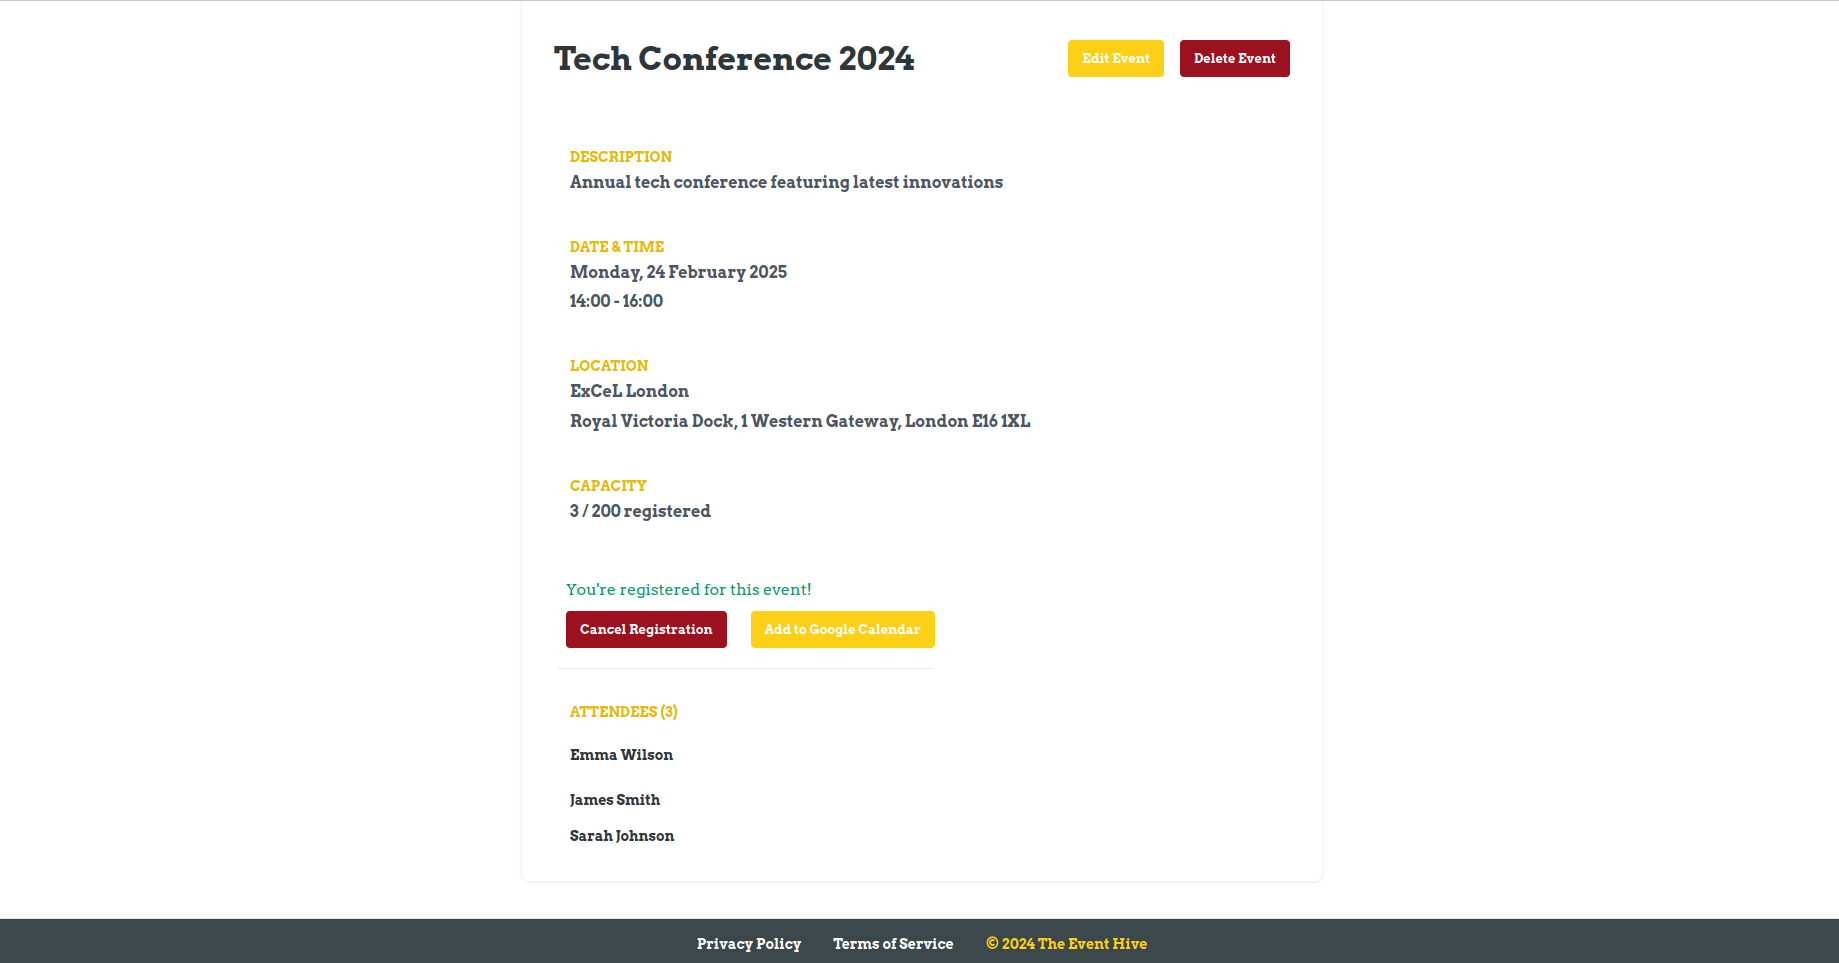 Tech Conference 2024
Edit Event
Delete Event
DESCRIPTION
Annual tech conference featuring latest innovations
DATE & TIME
Monday, 24 February 2025
14:00 - 16:00
LOCATION
ExCeL London
Royal Victoria Dock, 1 Western Gateway, London E16 1XL
CAPACITY
3 / 200 registered
You're registered for this event!
Cancel Registration
Add to Google Calendar
ATTENDEES (3)
Emma Wilson
James Smith
Sarah Johnson
Privacy Policy
Terms of Service
© 2024 The Event Hive